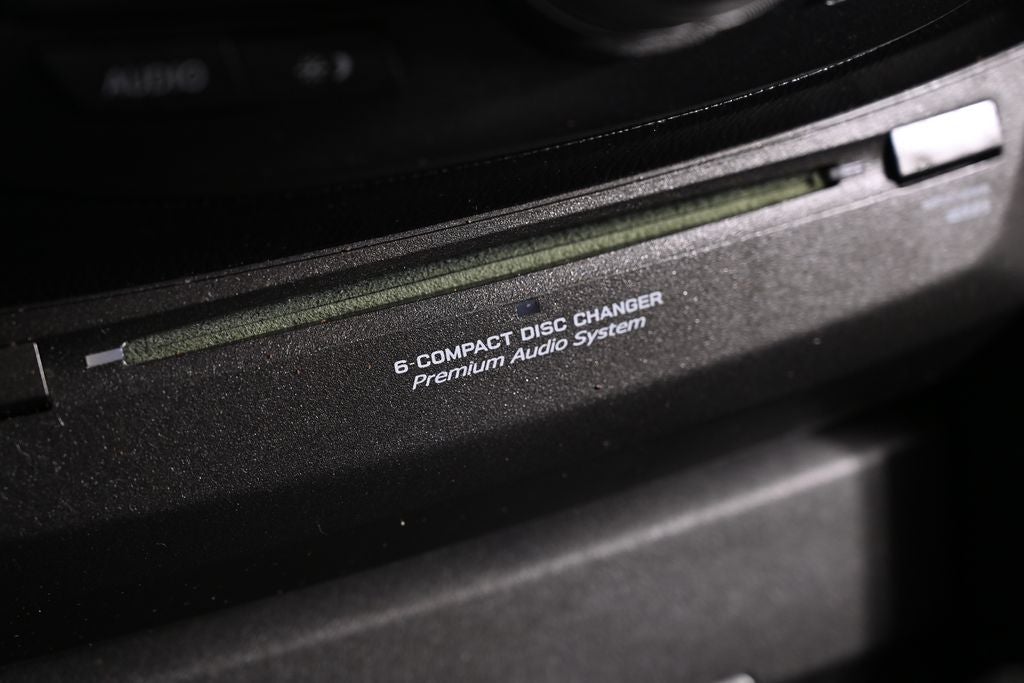 AUDIO
6-COMPACT DISC CHANGER
Premium Audio System